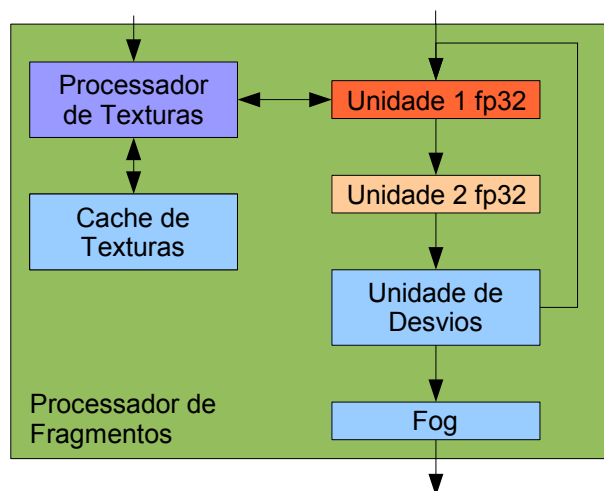 Processador
de Texturas
Unidade 1 fp32
Unidade 2 fp32
Cache de
Texturas
Unidade de
Desvios
Processador de
Fragmentos
Fog